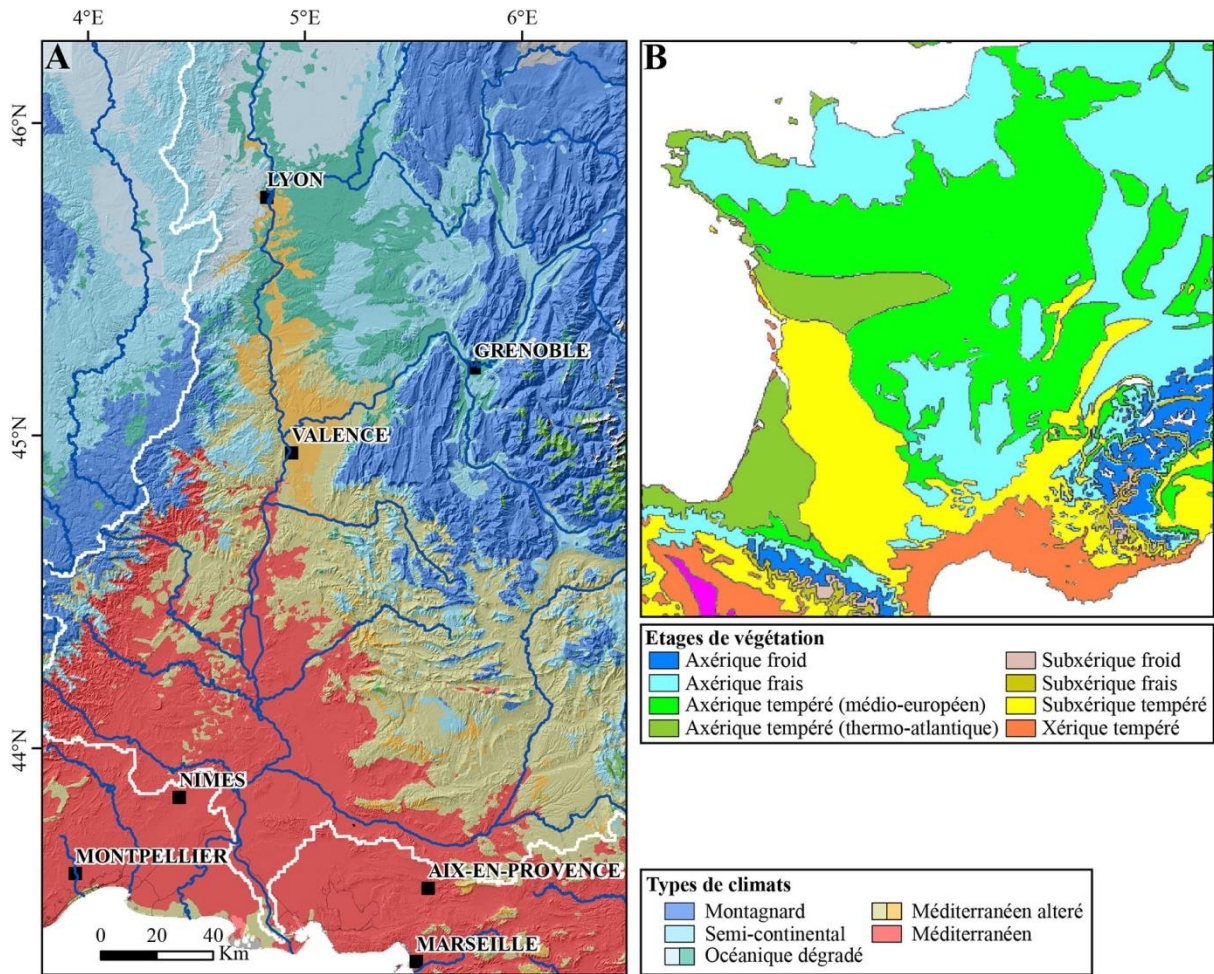 4°E 5°E 6°E
A
B
46°N
LYON
GRENOBLE
45°N
VALENCE
44°N
NIMES
MONTPELLIER
AIX-EN-PROVENCE
MARSEILLE
0 20 40
Km
Etages de végétation
Axérique froid
Axérique frais
Axérique tempéré (médio-européen)
Axérique tempéré (thermo-atlantique)
Subxérique froid
Subxérique frais
Subxérique tempéré
Xérique tempéré
Types de climats
Montagnard
Semi-continental
Océanique dégradé
Méditerranéen alteré
Méditerranéen